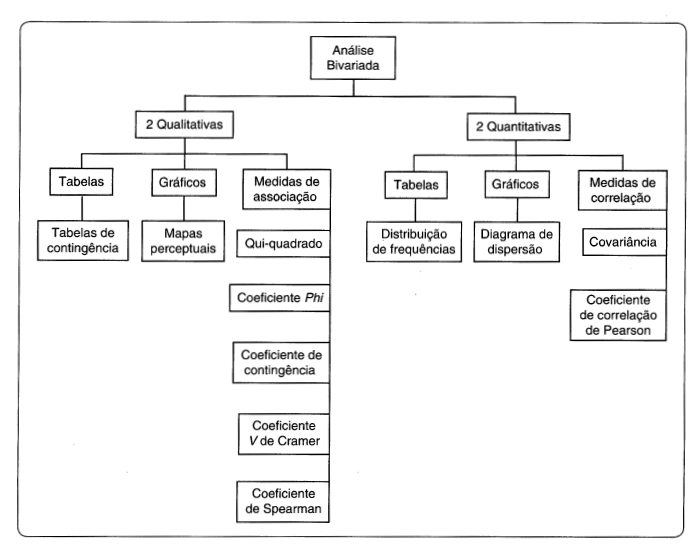 Análise
Bivariada
2 Qualitativas
2 Quantitativas
Tabelas
Gráficos
Medidas de
associação
Tabelas
Gráficos
Medidas de
correlação
Tabelas de
contingência
Mapas
perceptuais
Qui-quadrado
Distribuição
de frequências
Diagrama de
dispersão
Covariância
Coeficiente Phi
Coeficiente
de correlação
de Pearson
Coeficiente de
contingência
Coeficiente
V de Cramer
Coeficiente
de Spearman